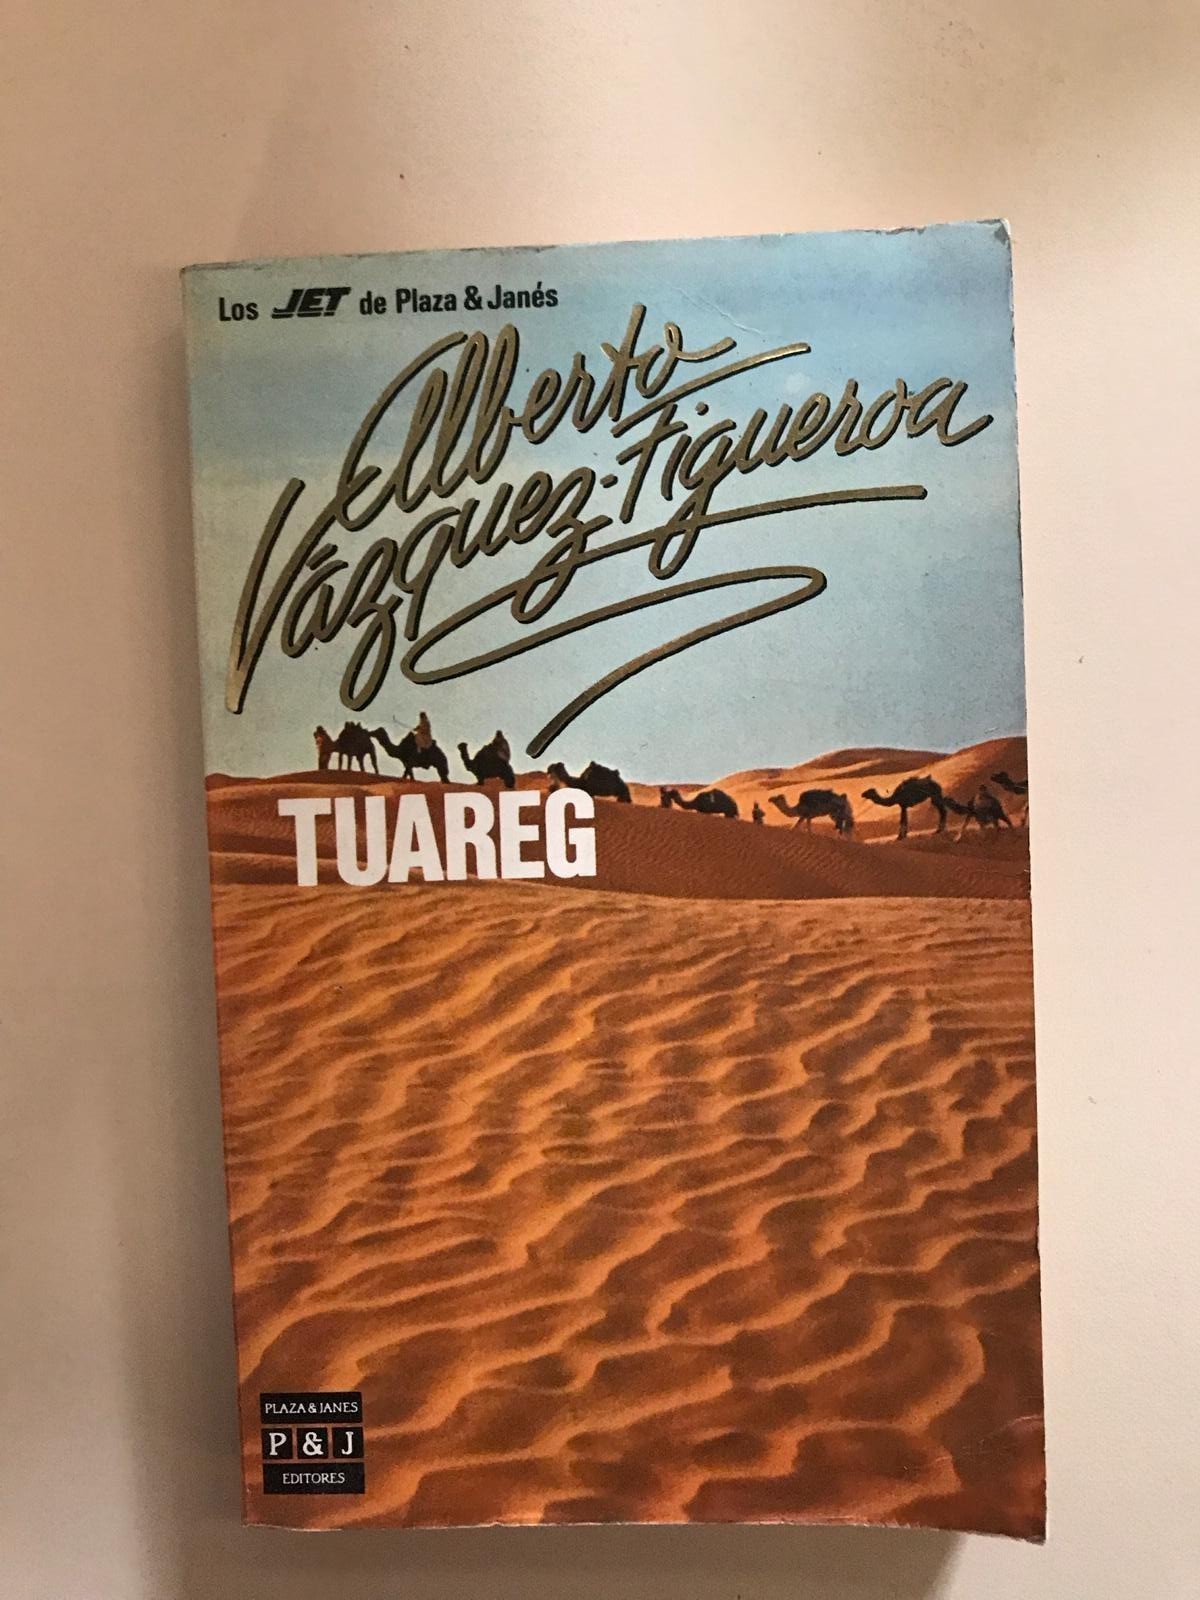 Los JET de Plaza & Janés
Alberto
Vázquez-Figueroa
TUAREG
PLAZA & JANES
P & J
EDITORES